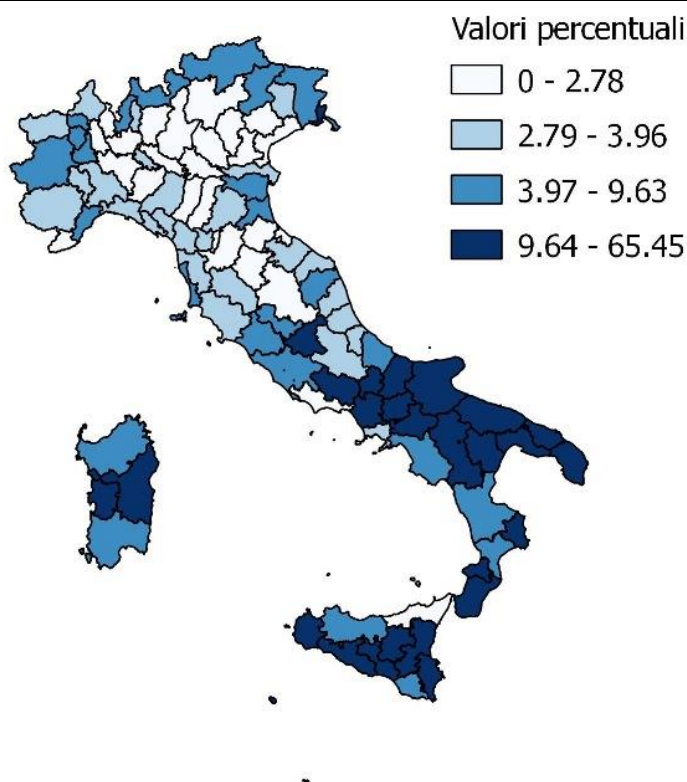 Valori percentuali
0 - 2.78
2.79 - 3.96
3.97 - 9.63
9.64 - 65.45